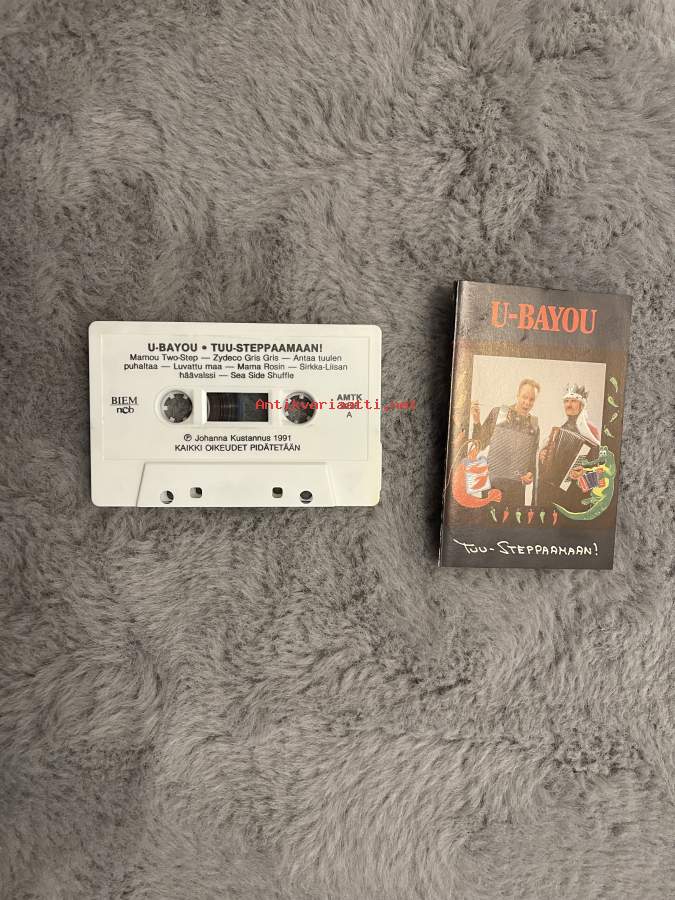 U-BAYOU • TUU-STEPPAAMAAN!
Mamou Two-Step — Zydeco Gris Gris — Antaa tuulen
puhaltaa — Luvattu maa — Mama Rosin — Sirkka-Liisan
häävalssi — Sea Side Shuffle
BIEM
ncb
AMTK
A
Antikvariaatti.net
℗ Johanna Kustannus 1991
KAIKKI OIKEUDET PIDÄTETÄÄN
U-BAYOU
TUU-STEPPAAMAAN!